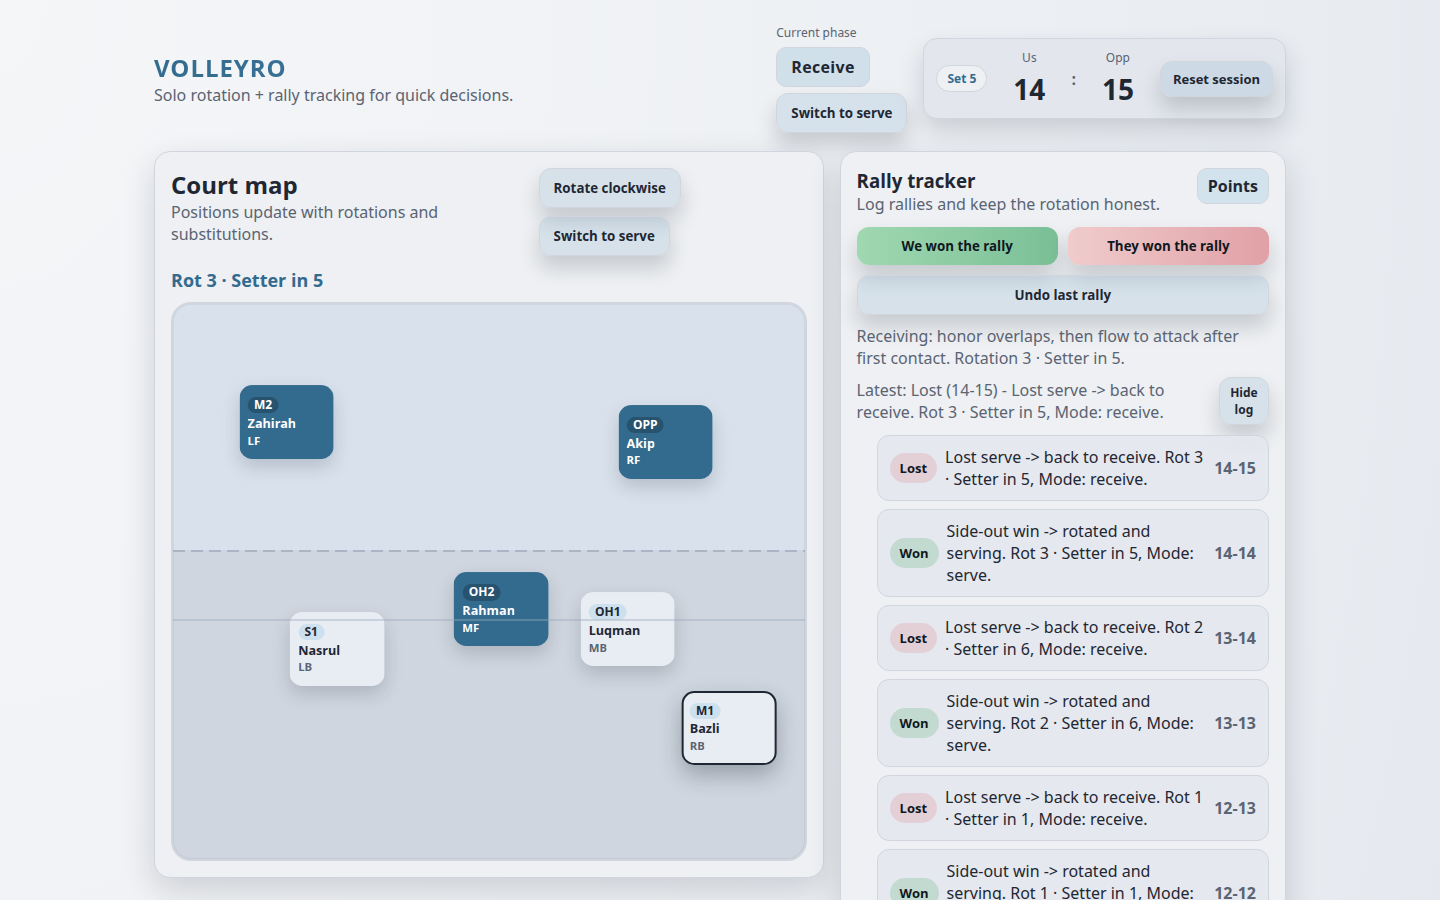 VOLLEYRO
Solo rotation + rally tracking for quick decisions.
Current phase
Receive
Switch to serve
Set 5
Us
14
:
Opp
15
Reset session
Court map
Positions update with rotations and
substitutions.
Rotate clockwise
Switch to serve
Rot 3 · Setter in 5
M2
Zahirah
LF
OPP
Akip
RF
OH2
Rahman
MF
S1
Nasrul
LB
OH1
Luqman
MB
M1
Bazli
RB
Rally tracker
Log rallies and keep the rotation honest.
Points
We won the rally
They won the rally
Undo last rally
Receiving: honor overlaps, then flow to attack after
first contact. Rotation 3 · Setter in 5.
Latest: Lost (14-15) - Lost serve -> back to
receive. Rot 3 · Setter in 5, Mode: receive.
Hide
log
Lost
Lost serve -> back to receive. Rot 3
· Setter in 5, Mode: receive.
14-15
Won
Side-out win -> rotated and
serving. Rot 3 · Setter in 5, Mode:
serve.
14-14
Lost
Lost serve -> back to receive. Rot 2
· Setter in 6, Mode: receive.
13-14
Won
Side-out win -> rotated and
serving. Rot 2 · Setter in 6, Mode:
serve.
13-13
Lost
Lost serve -> back to receive. Rot 1
· Setter in 1, Mode: receive.
12-13
Won
Side-out win -> rotated and
serving. Rot 1 · Setter in 1, Mode:
12-12